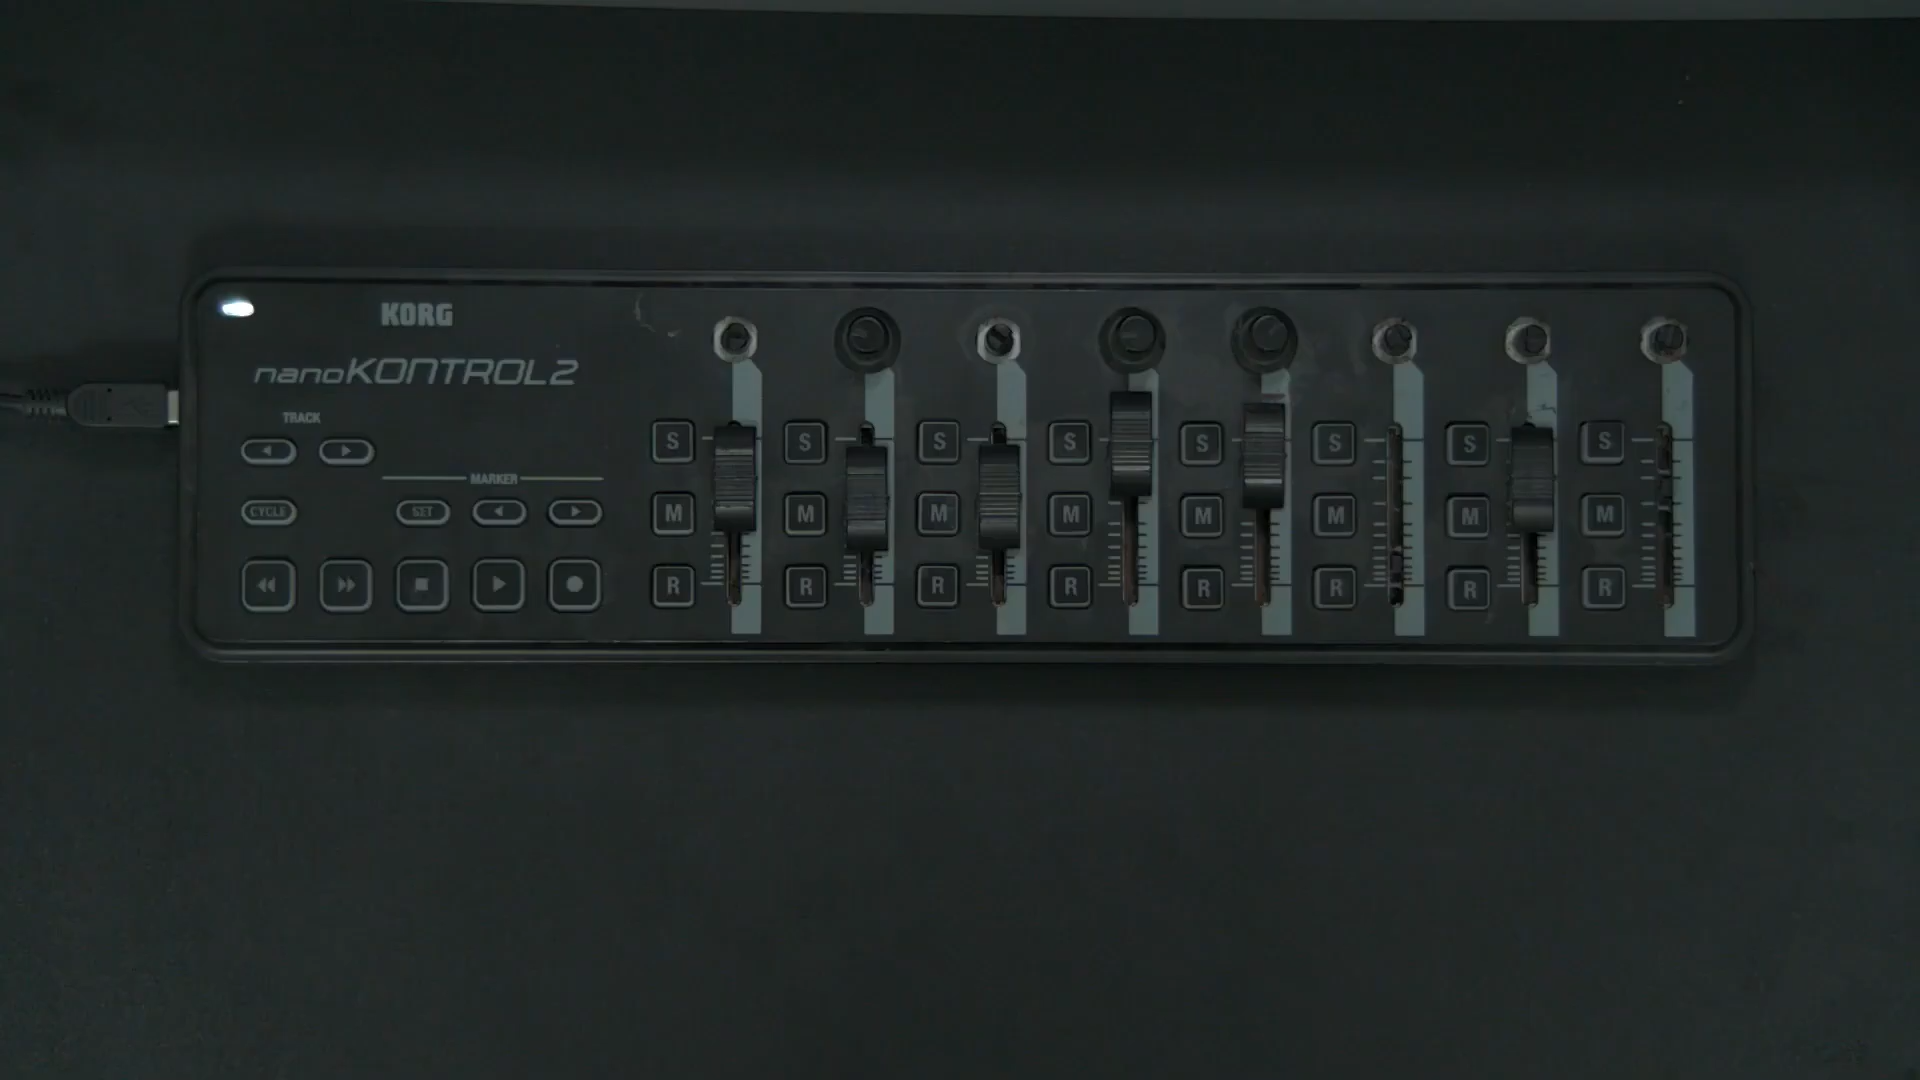 KORG
nanoKONTROL2
TRACK
MARKER
CYCLE
SET
S S S S S S S S
M M M M M M M M
R R R R R R R R